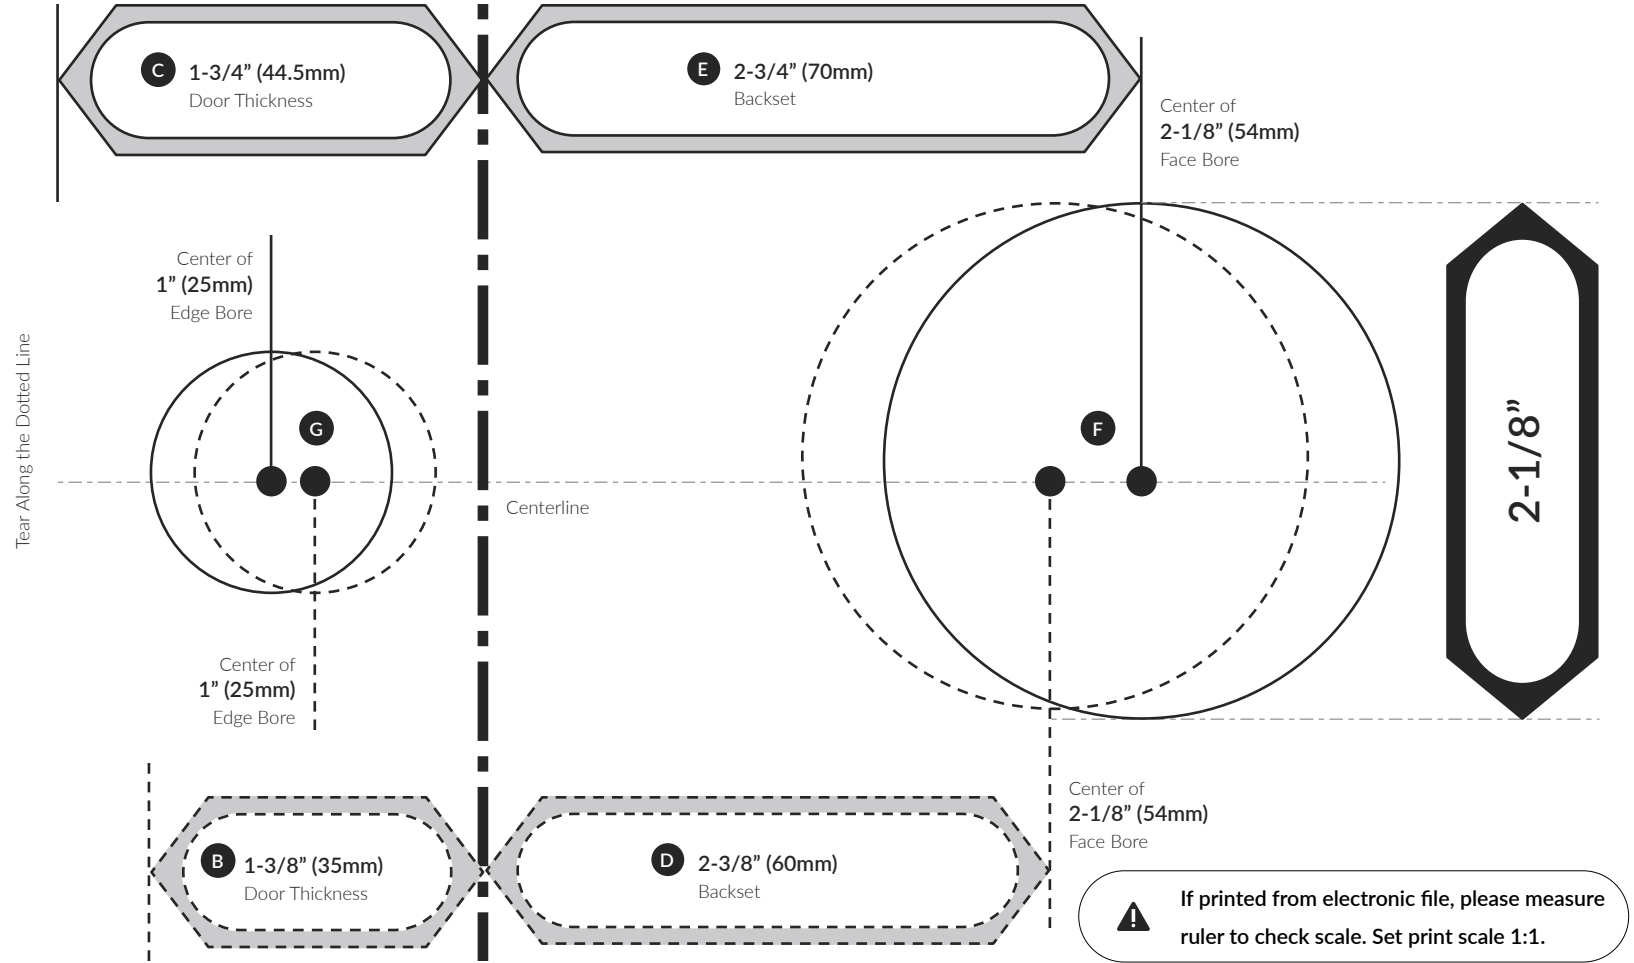 C
1-3/4” (44.5mm)
Door Thickness
E
2-3/4” (70mm)
Backset
Center of
2-1/8” (54mm)
Face Bore
Center of
1” (25mm)
Edge Bore
Tear Along the Dotted Line
G
F
2-1/8”
Centerline
Center of
1” (25mm)
Edge Bore
B
1-3/8” (35mm)
Door Thickness
D
2-3/8” (60mm)
Backset
Center of
2-1/8” (54mm)
Face Bore
If printed from electronic file, please measure
ruler to check scale. Set print scale 1:1.